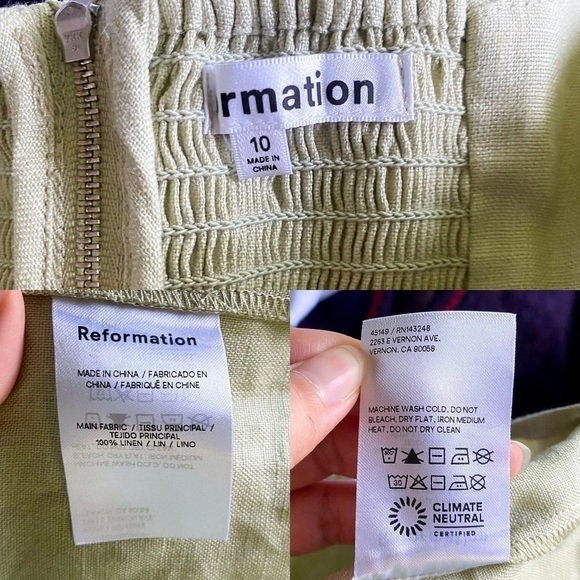 rmation
10
MADE IN
CHINA
Reformation
MADE IN CHINA / FABRICADO EN
CHINA / FABRIQUÉ EN CHINE
MAIN FABRIC / TISSU PRINCIPAL /
TEJIDO PRINCIPAL
100% LINEN / LIN / LINO
45149 / RN143248
2263 E VERNON AVE.
VERNON, CA 90058
MACHINE WASH COLD, DO NOT
BLEACH, DRY FLAT, IRON MEDIUM
HEAT, DO NOT DRY CLEAN
30
CLIMATE
NEUTRAL
CERTIFIED